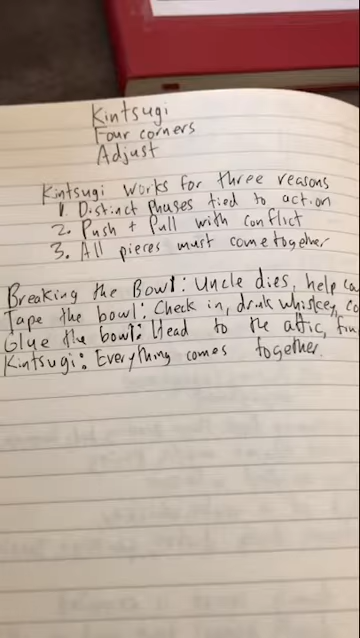 Kintsugi
Four corners
Adjust
Kintsugi works for three reasons
1. Distinct phases tied to action
2. Push + Pull with conflict
3. All pieces must come together
Breaking the Bowl: Uncle dies, help
Tape the bowl: Check in, drink whiskey,
Glue the bowl: Head to the attic,
Kintsugi: Everything comes together.